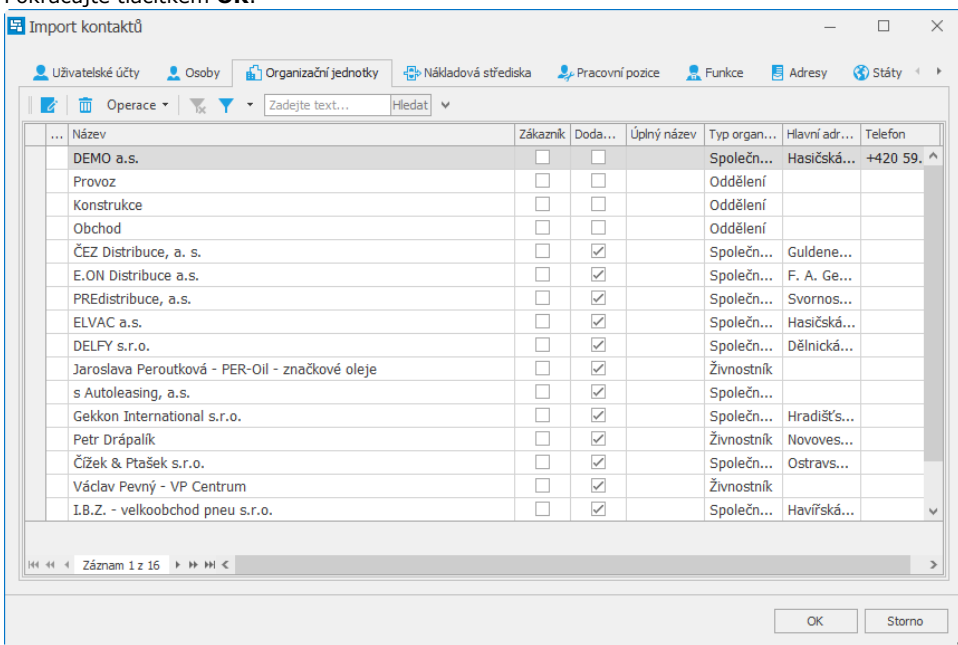 Pokračujte tlačítkem OK.
Import kontaktů
Uživatelské účty Osoby Organizační jednotky Nákladová střediska Pracovní pozice Funkce Adresy Státy
Operace Zadejte text... Hledat
... Název Zákazník Doda... Úplný název Typ organ... Hlavní adr... Telefon
DEMO a.s. Společn... Hasičská... +420 59.
Provoz Oddělení
Konstrukce Oddělení
Obchod Oddělení
ČEZ Distribuce, a. s. Společn... Guldene...
E.ON Distribuce a.s. Společn... F. A. Ge...
PREdistribuce, a.s. Společn... Svornos...
ELVAC a.s. Společn... Hasičská...
DELFY s.r.o. Společn... Dělnická...
Jaroslava Peroutková - PER-Oil - značkové oleje Živnostník
s Autoleasing, a.s. Společn...
Gekkon International s.r.o. Společn... Hradišťs...
Petr Drápalík Živnostník Novoves...
Čížek & Ptašek s.r.o. Společn... Ostravs...
Václav Pevný - VP Centrum Živnostník
I.B.Z. - velkoobchod pneu s.r.o. Společn... Havířská...
Záznam 1 z 16
OK Storno